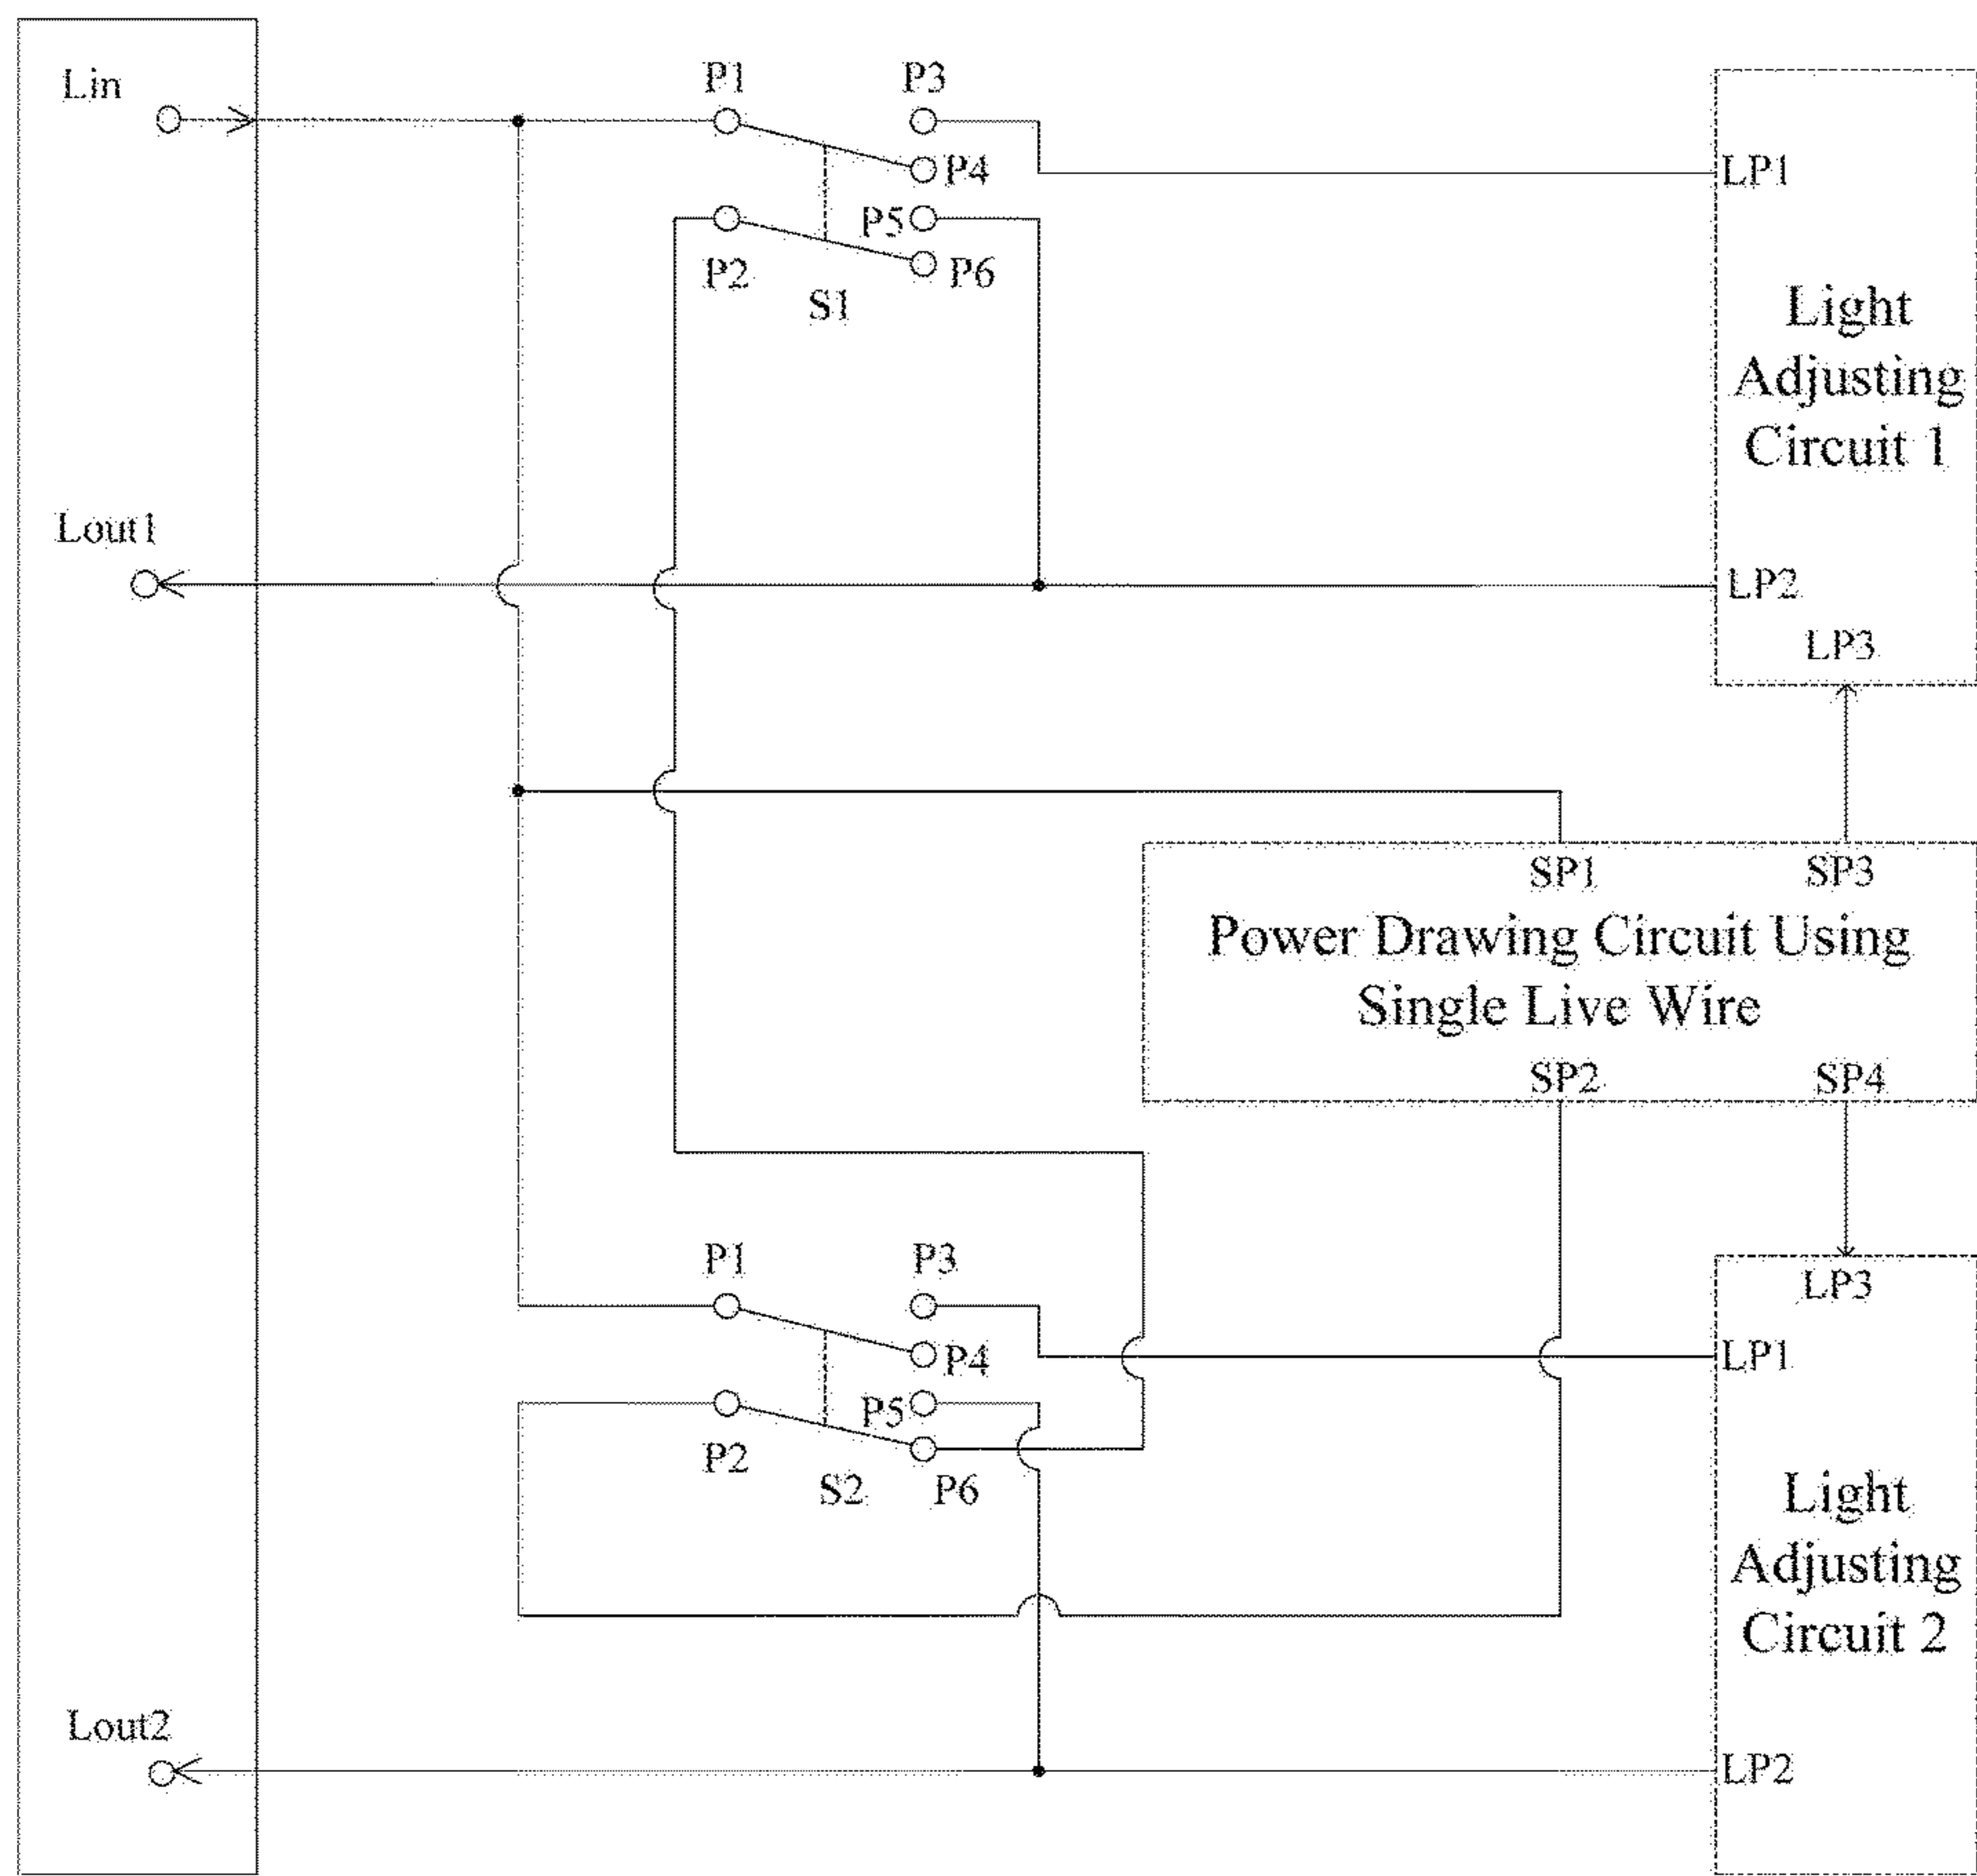 Lin
P1
P3
P4
LP1
P5
P2
P6
S1
Light
Adjusting
Circuit 1
Lout1
LP2
LP3
SP1
SP3
Power Drawing Circuit Using
Single Live Wire
SP2
SP4
P1
P3
LP3
P4
LP1
P5
P2
S2
P6
Light
Adjusting
Circuit 2
Lout2
LP2